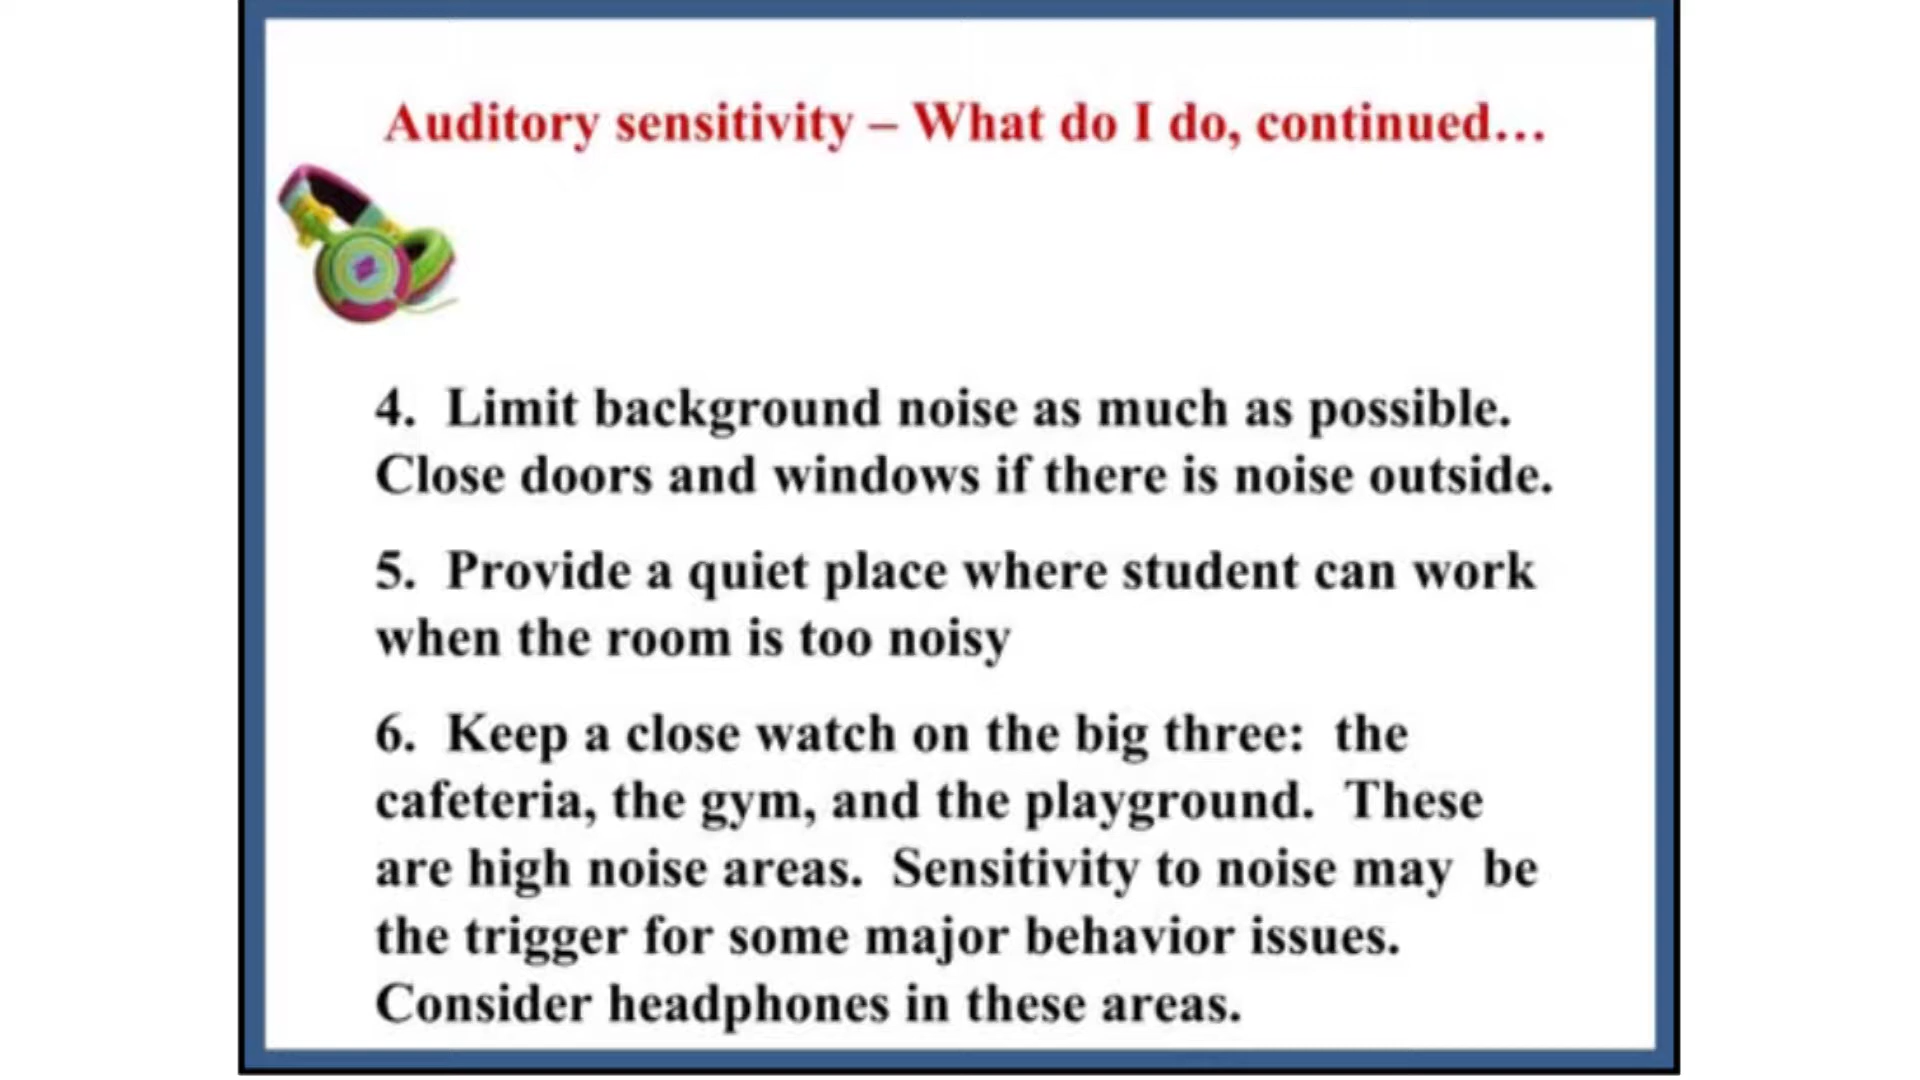 Auditory sensitivity – What do I do, continued…
4.  Limit background noise as much as possible.
Close doors and windows if there is noise outside.
5.  Provide a quiet place where student can work
when the room is too noisy
6.  Keep a close watch on the big three:  the
cafeteria, the gym, and the playground.  These
are high noise areas.  Sensitivity to noise may  be
the trigger for some major behavior issues.
Consider headphones in these areas.